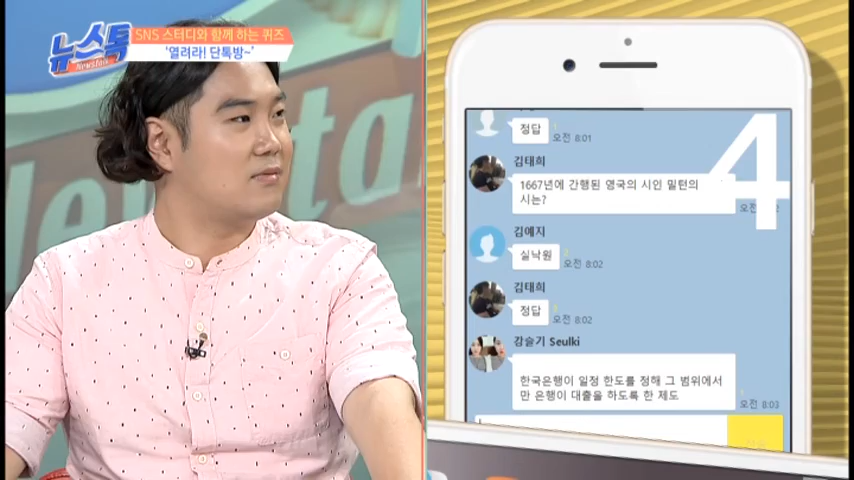 뉴스톡
Newstalk
SNS 스터디와 함께 하는 퀴즈
'열려라! 단톡방~'
4
정답
오전 8:01
김태희
1667년에 간행된 영국의 시인 밀턴의
시는?
오전
김예지
실낙원
2
오전 8:02
김태희
정답
오전 8:02
강슬기 Seulki
한국은행이 일정 한도를 정해 그 범위에서
만 은행이 대출을 하도록 한 제도
오전 8:03